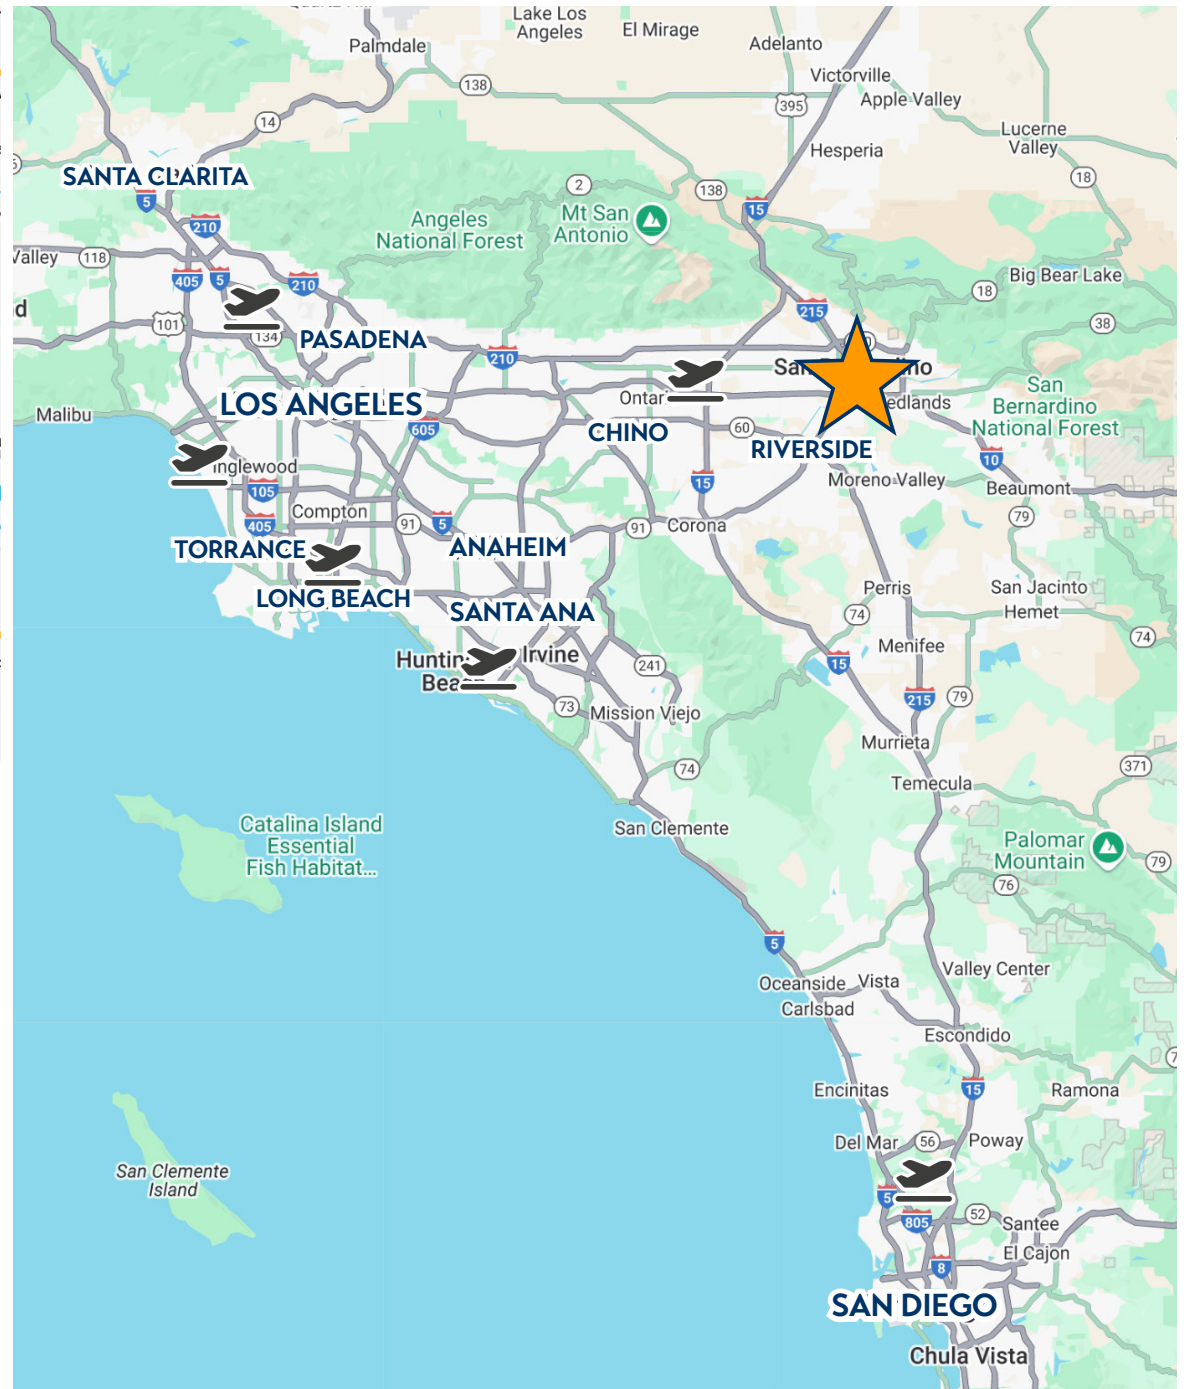 Lake Los
Angeles
El Mirage
Palmdale
Adelanto
138
Victorville
395
Apple Valley
14
Lucerne
Valley
Hesperia
SANTA CLARITA
2
138
18
5
15
210
Angeles
National Forest
Mt San
Antonio
Valley
118
405
5
210
Big Bear Lake
18
215
101
134
38
PASADENA
210
San
no
Malibu
LOS ANGELES
Ontar
edlands
San
Bernardino
National Forest
605
CHINO
60
RIVERSIDE
10
nglewood
15
Moreno Valley
Beaumont
105
Compton
405
91
5
91
Corona
79
TORRANCE
ANAHEIM
LONG BEACH
SANTA ANA
Perris
San Jacinto
Hemet
74
74
Menifee
Huntin
Irvine
Bea
241
15
73
Mission Viejo
215
79
Murrieta
74
371
Temecula
San Clemente
Catalina Island
Essential
Fish Habitat...
Palomar
Mountain
79
76
5
Valley Center
Oceanside
Vista
Carlsbad
Escondido
Encinitas
15
Ramona
Del Mar
56
Poway
San Clemente
Island
5
805
52
Santee
El Cajon
8
SAN DIEGO
Chula Vista